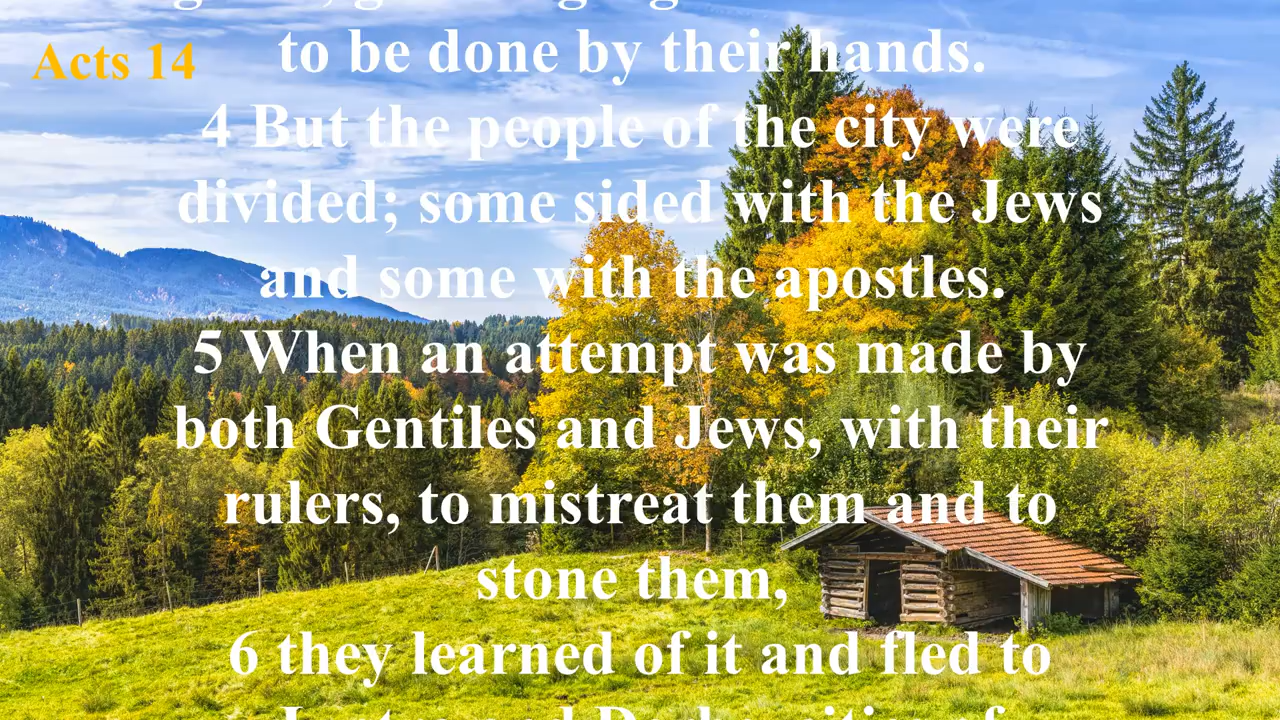 Acts 14
to be done by their hands.
4 But the people of the city were
divided; some sided with the Jews
and some with the apostles.
5 When an attempt was made by
both Gentiles and Jews, with their
rulers, to mistreat them and to
stone them,
6 they learned of it and fled to